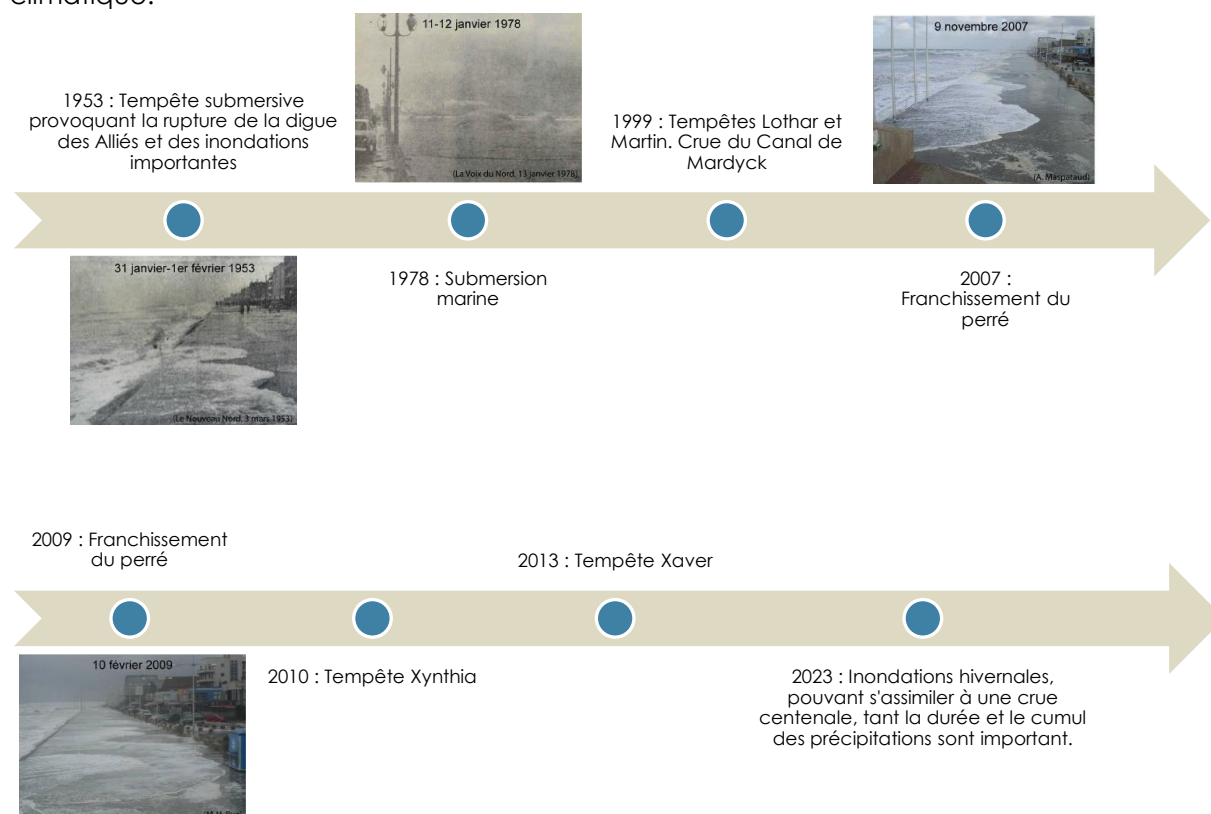 climatique.
11-12 janvier 1978
9 novembre 2007
1953 : Tempête submersive
provoquant la rupture de la digue
des Alliés et des inondations
importantes
(La Voix du Nord, 13 janvier 1978)
1999 : Tempêtes Lothar et
Martin. Crue du Canal de
Mardyck
(A. Maspataud)
31 janvier-1er février 1953
(Le Nouveau Nord, 3 mars 1953)
1978 : Submersion
marine
2007 :
Franchissement du
perré
2009 : Franchissement
du perré
2013 : Tempête Xaver
10 février 2009
2010 : Tempête Xynthia
2023 : Inondations hivernales,
pouvant s'assimiler à une crue
centenale, tant la durée et le cumul
des précipitations sont important.